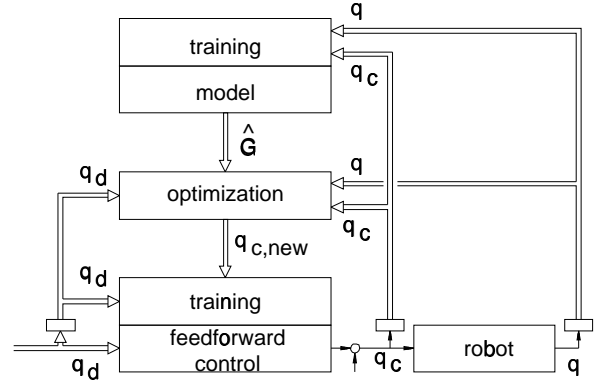 q
training
q c
model
^
G
q
q d
optimization
q c
q c,new
q d
training
feedforward
control
q d
q c
robot
q